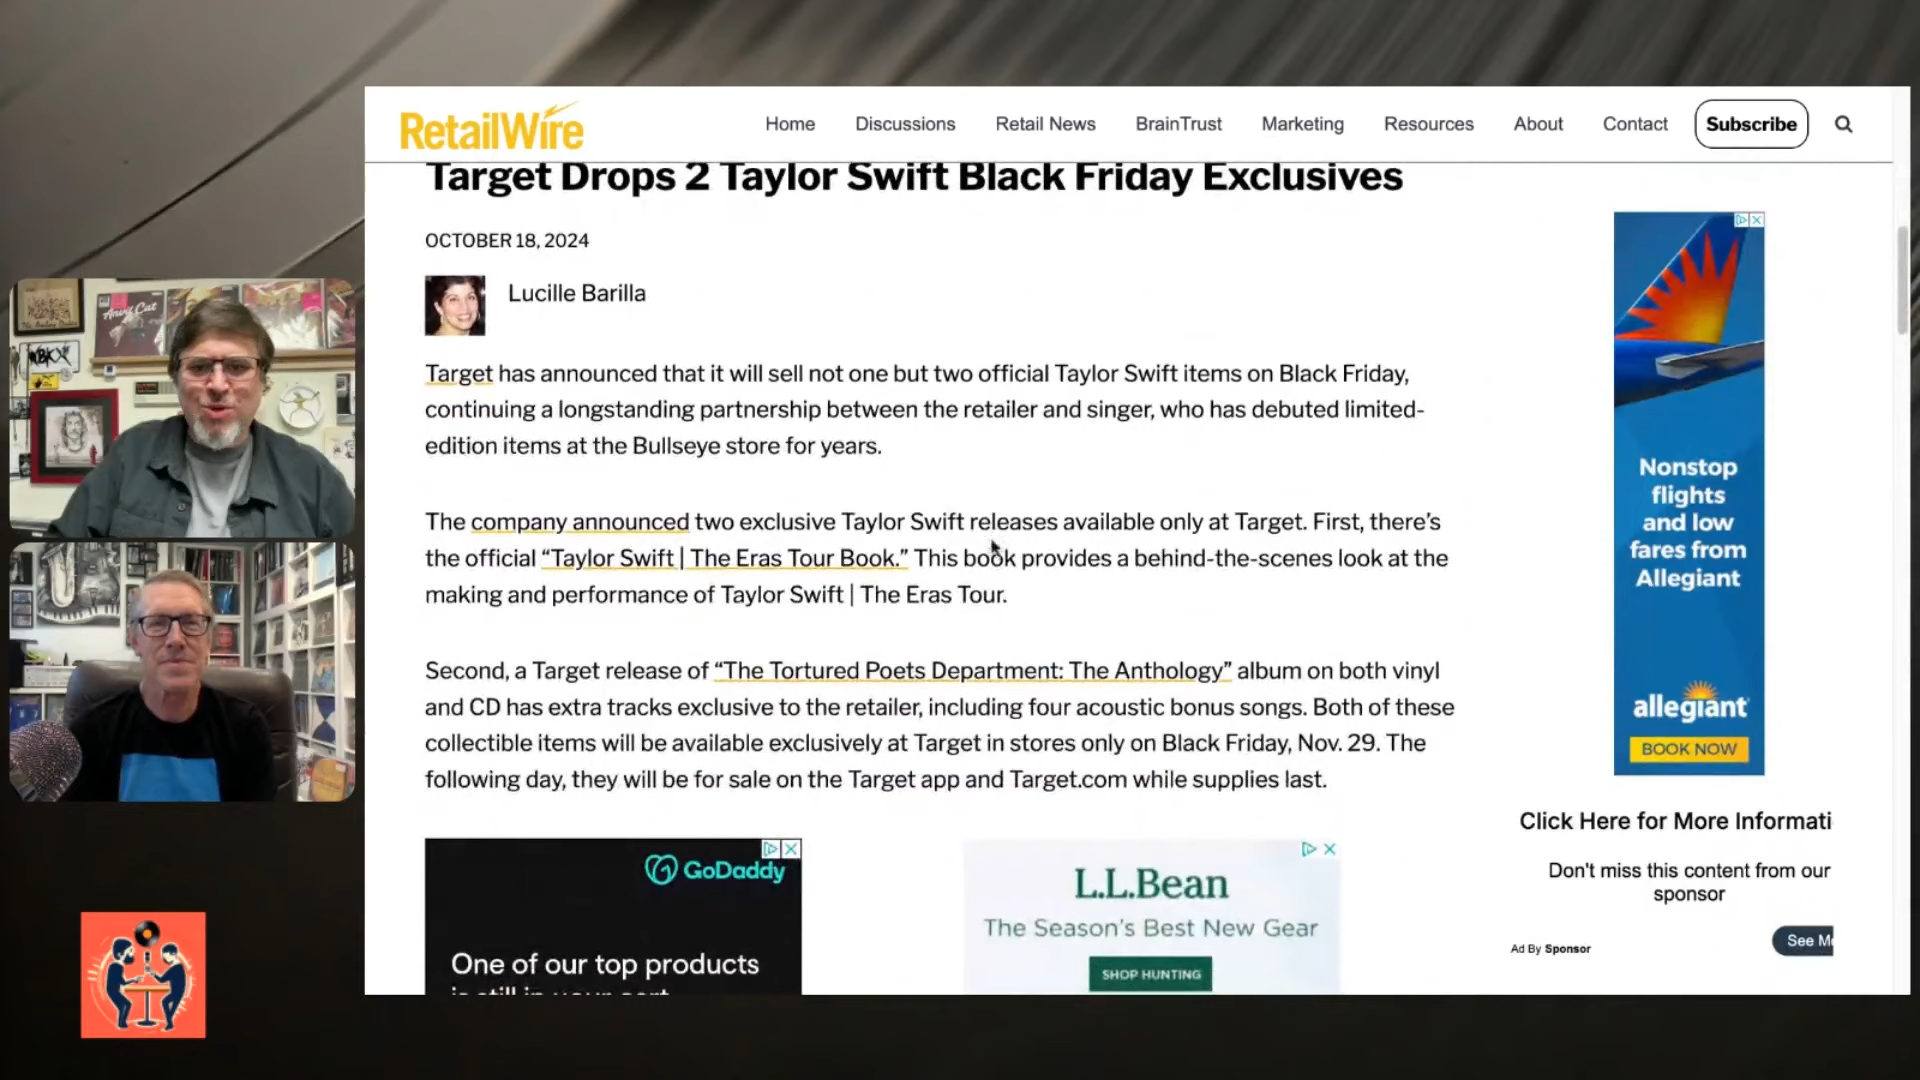 RetailWire
Home Discussions Retail News BrainTrust Marketing Resources About Contact Subscribe
Target Drops 2 Taylor Swift Black Friday Exclusives
OCTOBER 18, 2024
Lucille Barilla
Target has announced that it will sell not one but two official Taylor Swift items on Black Friday,
continuing a longstanding partnership between the retailer and singer, who has debuted limited-
edition items at the Bullseye store for years.
The company announced two exclusive Taylor Swift releases available only at Target. First, there's
the official “Taylor Swift | The Eras Tour Book.” This book provides a behind-the-scenes look at the
making and performance of Taylor Swift | The Eras Tour.
Second, a Target release of “The Tortured Poets Department: The Anthology” album on both vinyl
and CD has extra tracks exclusive to the retailer, including four acoustic bonus songs. Both of these
collectible items will be available exclusively at Target in stores only on Black Friday, Nov. 29. The
following day, they will be for sale on the Target app and Target.com while supplies last.
GoDaddy
One of our top products
is still in your cart
L.L.Bean
The Season's Best New Gear
SHOP HUNTING
Nonstop
flights
and low
fares from
Allegiant
allegiant
BOOK NOW
Click Here for More Informati
Don't miss this content from our
sponsor
Ad By Sponsor
See Mo